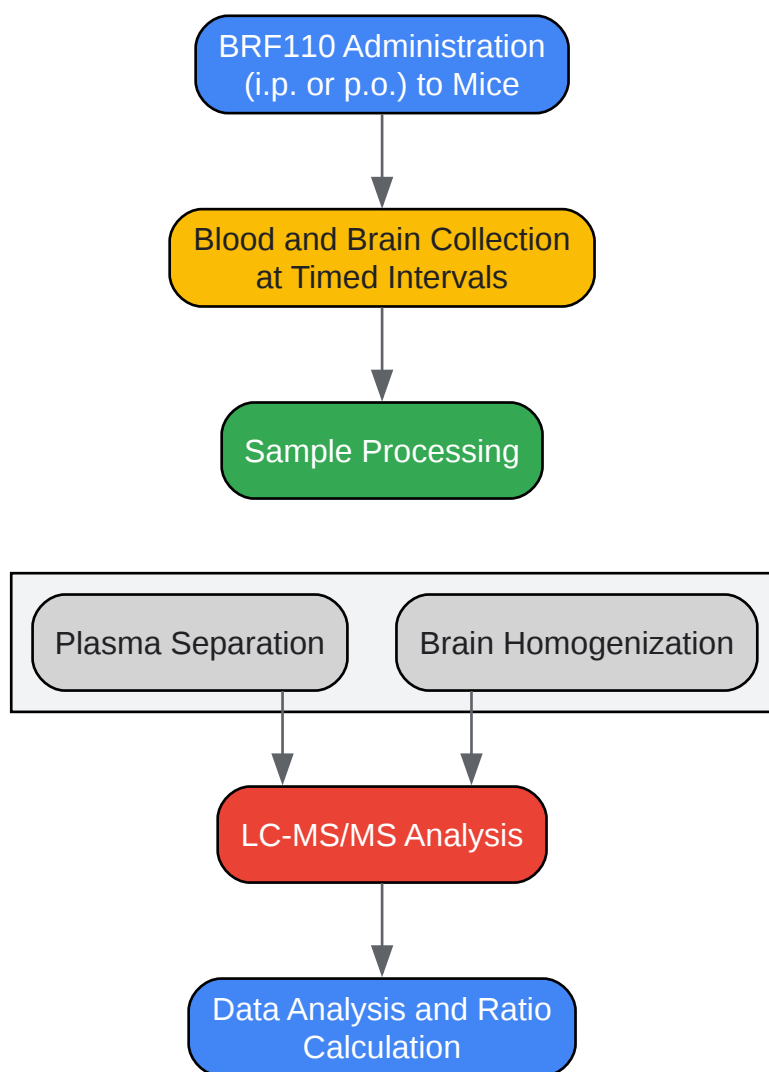 BRF110 Administration
(i.p. or p.o.) to Mice
Blood and Brain Collection
at Timed Intervals
Sample Processing
Plasma Separation
Brain Homogenization
LC-MS/MS Analysis
Data Analysis and Ratio
Calculation